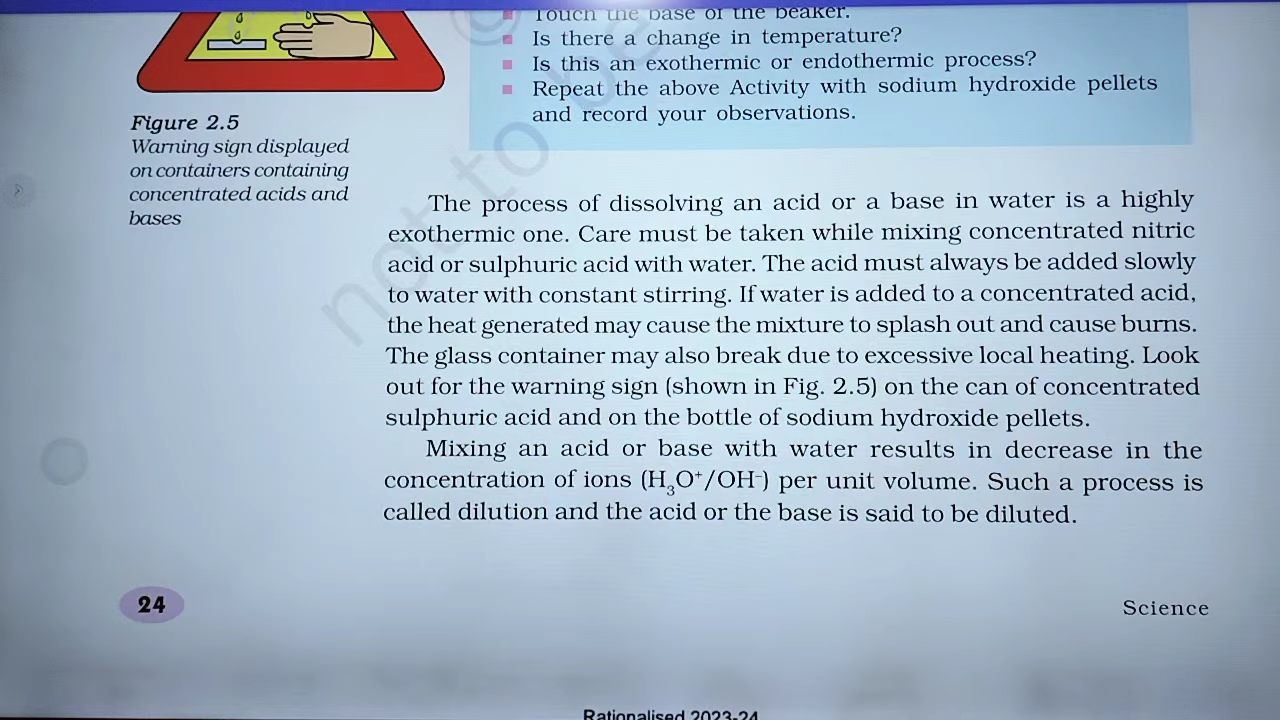 Touch the base of the beaker.
Is there a change in temperature?
Is this an exothermic or endothermic process?
Repeat the above Activity with sodium hydroxide pellets
and record your observations.
Figure 2.5
Warning sign displayed
on containers containing
concentrated acids and
bases
not to be
The process of dissolving an acid or a base in water is a highly
exothermic one. Care must be taken while mixing concentrated nitric
acid or sulphuric acid with water. The acid must always be added slowly
to water with constant stirring. If water is added to a concentrated acid,
the heat generated may cause the mixture to splash out and cause burns.
The glass container may also break due to excessive local heating. Look
out for the warning sign (shown in Fig. 2.5) on the can of concentrated
sulphuric acid and on the bottle of sodium hydroxide pellets.
Mixing an acid or base with water results in decrease in the
concentration of ions (H₃O⁺/OH⁻) per unit volume. Such a process is
called dilution and the acid or the base is said to be diluted.
24
Science
Rationalised 2023-24